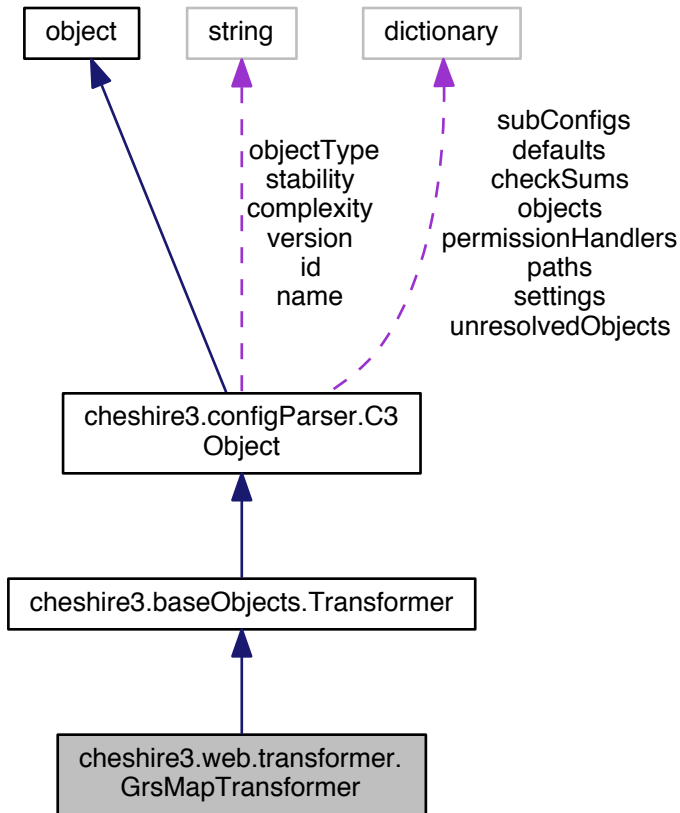 object
string
dictionary
objectType
stability
complexity
version
id
name
subConfigs
defaults
checkSums
objects
permissionHandlers
paths
settings
unresolvedObjects
cheshire3.configParser.C3
Object
cheshire3.baseObjects.Transformer
cheshire3.web.transformer.
GrsMapTransformer